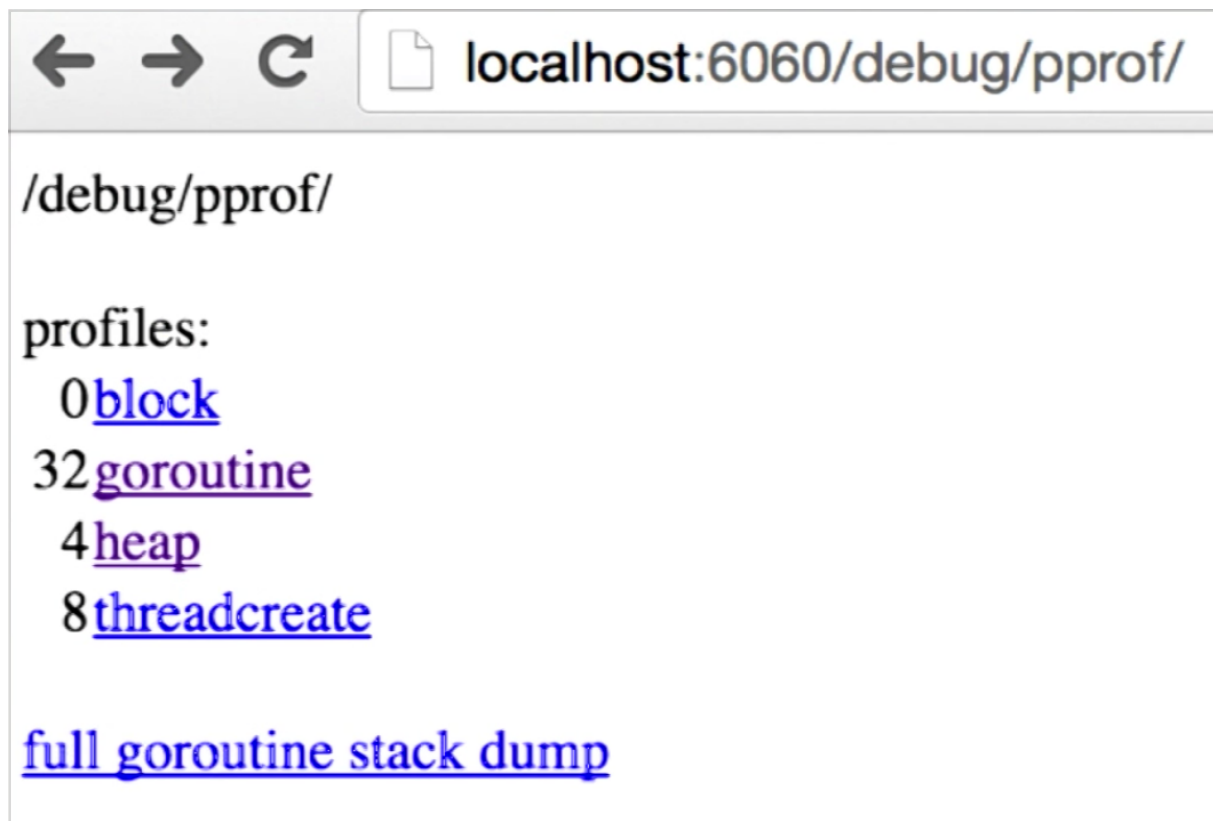 localhost:6060/debug/pprof/
/debug/pprof/
profiles:
0 block
32 goroutine
4 heap
8 threadcreate
full goroutine stack dump